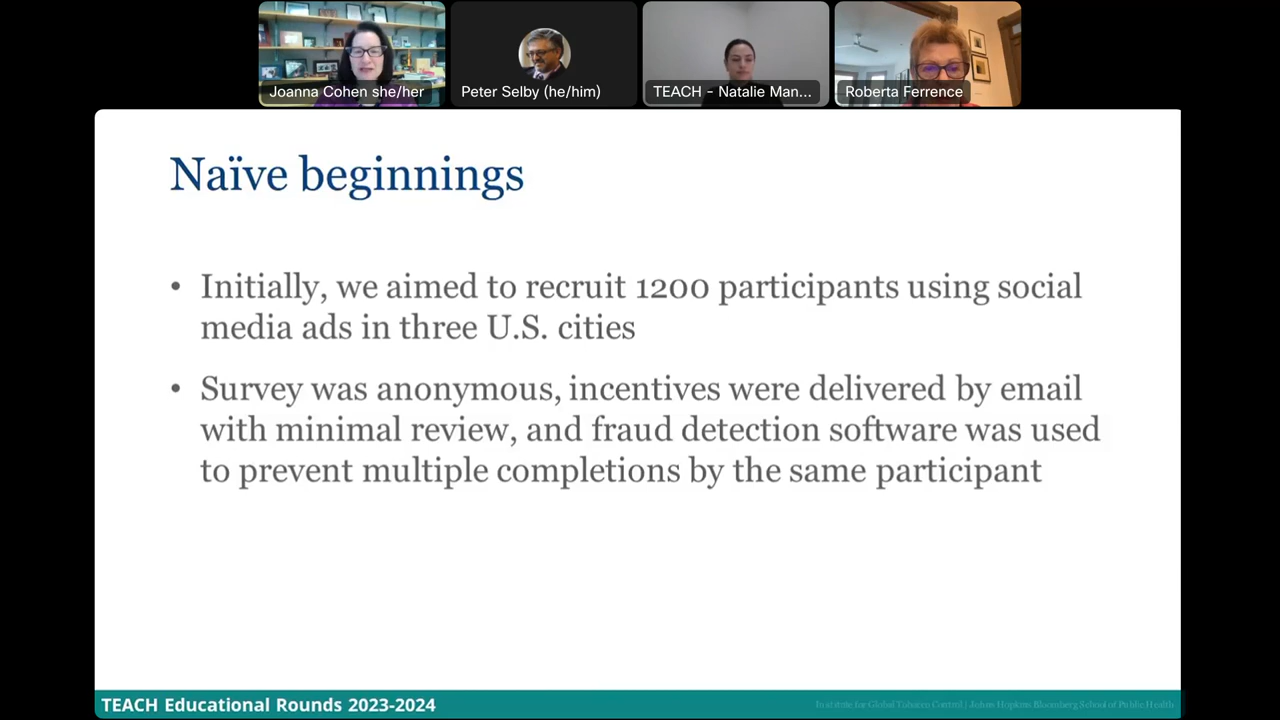 Joanna Cohen she/her
Peter Selby (he/him)
TEACH - Natalie Man...
Roberta Ferrence
Naïve beginnings
• Initially, we aimed to recruit 1200 participants using social
media ads in three U.S. cities
• Survey was anonymous, incentives were delivered by email
with minimal review, and fraud detection software was used
to prevent multiple completions by the same participant
TEACH Educational Rounds 2023-2024
Institute for Global Tobacco Control | Johns Hopkins Bloomberg School of Public Health